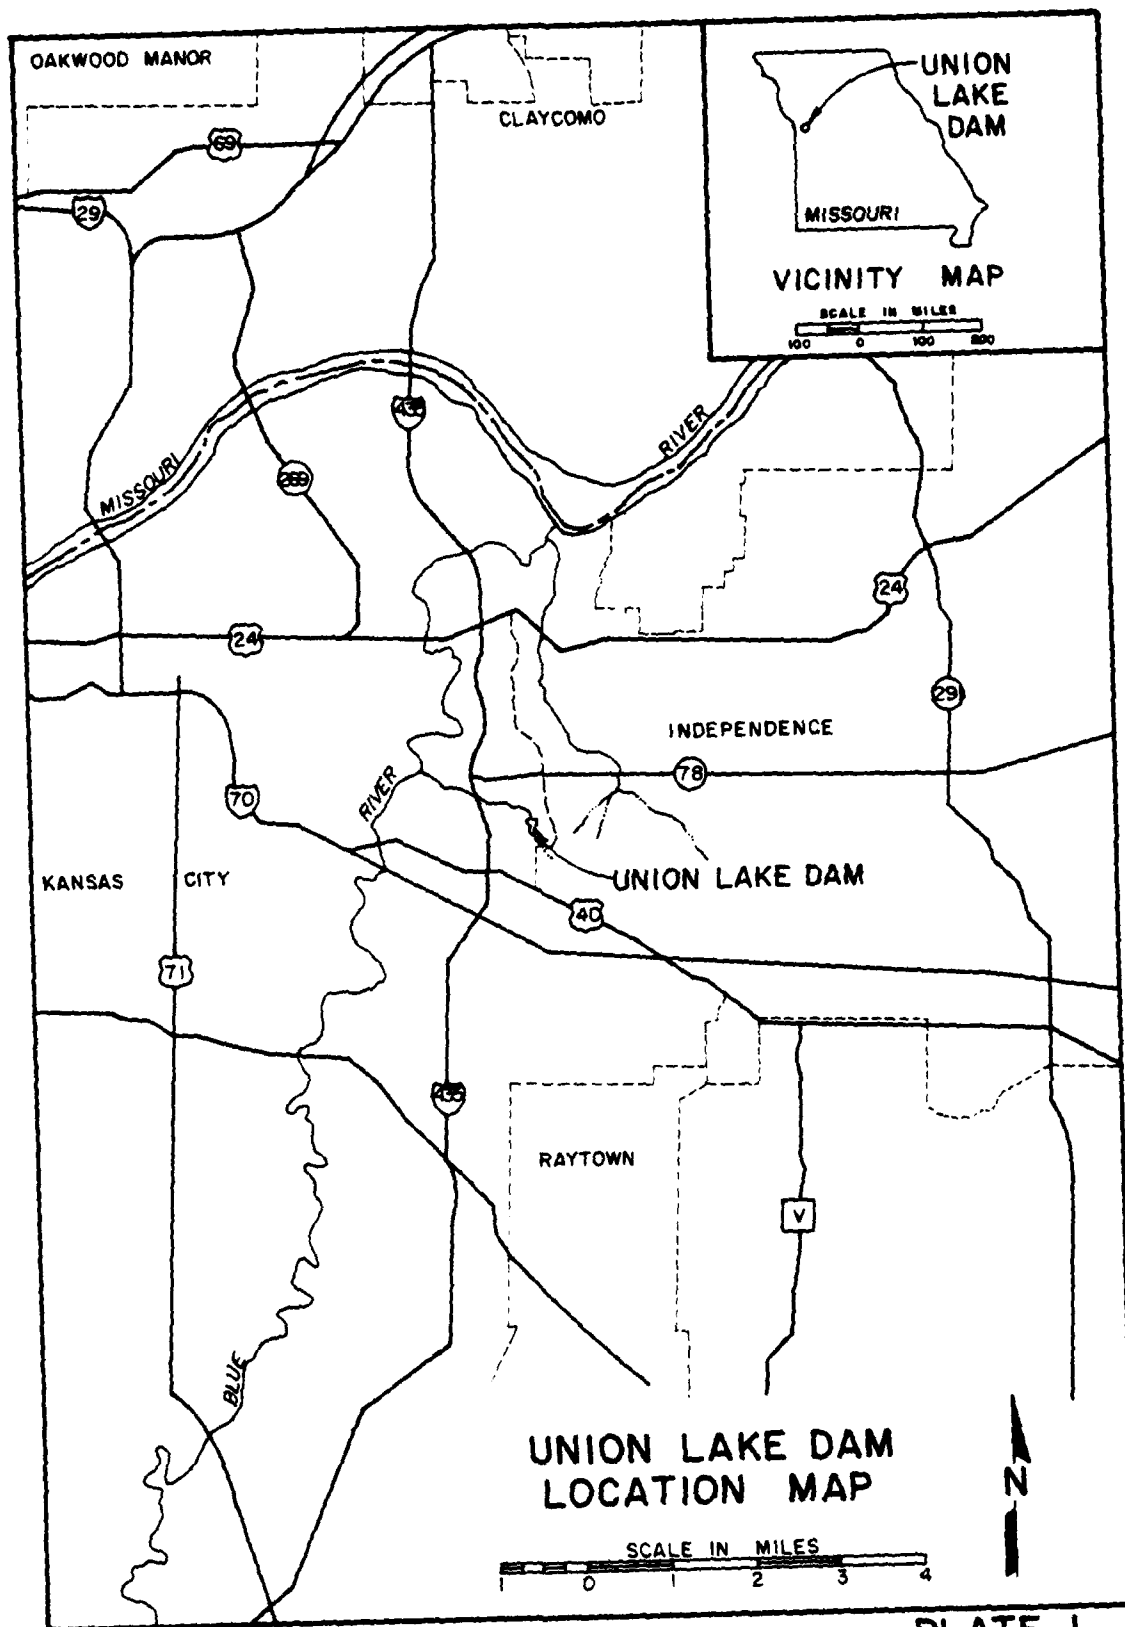 OAKWOOD MANOR
CLAYCOMO
UNION
LAKE
DAM
MISSOURI
VICINITY MAP
SCALE IN MILES
100 0 100 200
69
29
435
269
MISSOURI
RIVER
24
24
29
INDEPENDENCE
78
70
RIVER
KANSAS CITY
UNION LAKE DAM
40
71
435
RAYTOWN
V
BLUE
UNION LAKE DAM
LOCATION MAP
N
SCALE IN MILES
1 0 1 2 3 4
PLATE 1